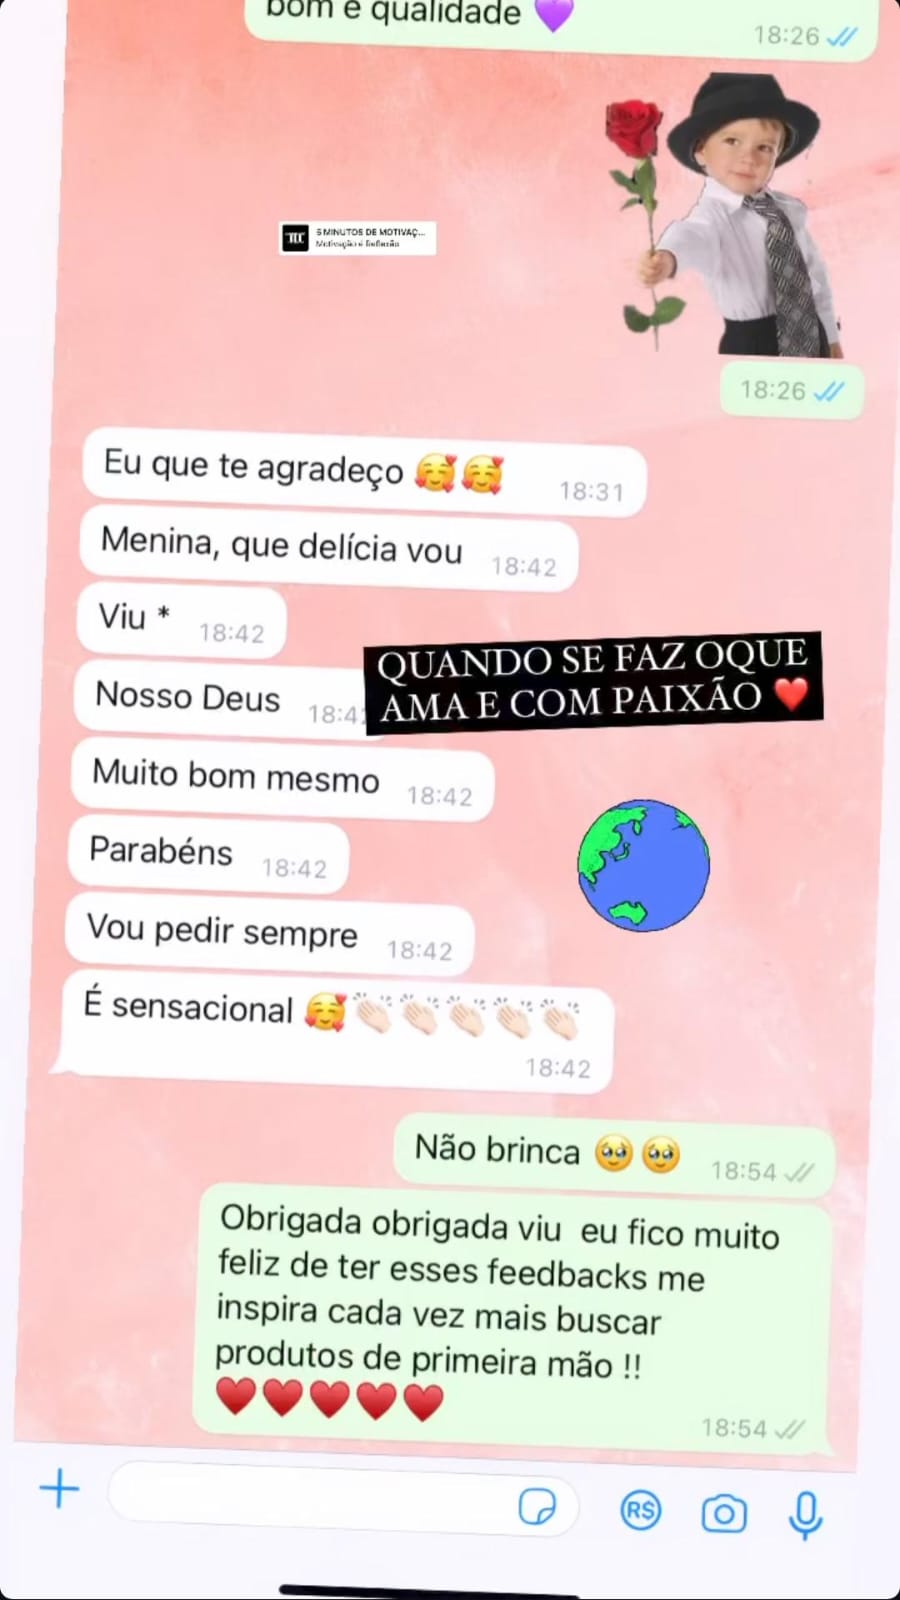 bom e qualidade 💜
18:26
5 MINUTOS DE MOTIVAÇ...
Motivação e Reflexão
18:26
Eu que te agradeço 🥰🥰 18:31
Menina, que delícia vou 18:42
Viu * 18:42
Nosso Deus 18:42
QUANDO SE FAZ OQUE
AMA E COM PAIXÃO ❤️
Muito bom mesmo 18:42
Parabéns 18:42
Vou pedir sempre 18:42
É sensacional 🥰👏🏻👏🏻👏🏻👏🏻👏🏻
18:42
Não brinca 🥹🥹 18:54
Obrigada obrigada viu eu fico muito
feliz de ter esses feedbacks me
inspira cada vez mais buscar
produtos de primeira mão !!
❤️❤️❤️❤️❤️
18:54
R$